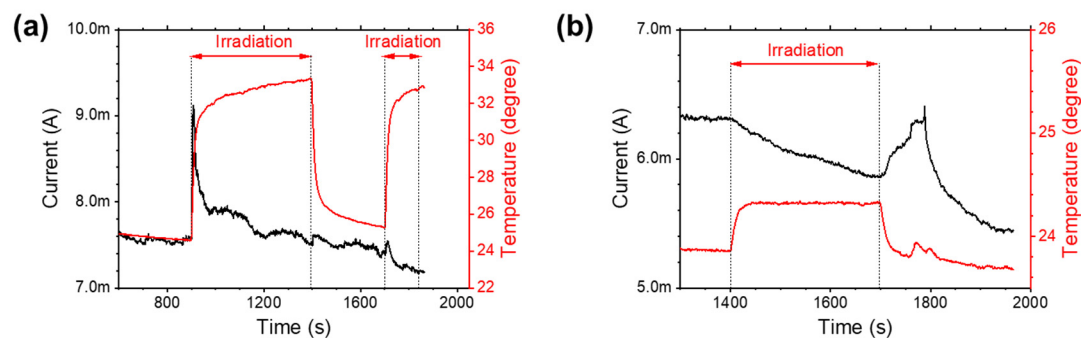 (a)
10.0m
9.0m
8.0m
7.0m
Current (A)
Irradiation
Irradiation
36
34
32
30
28
26
24
22
Temperature (degree)
800
1200
1600
2000
Time (s)
(b)
7.0m
6.0m
5.0m
Current (A)
Irradiation
26
25
24
Temperature (degree)
1400
1600
1800
2000
Time (s)